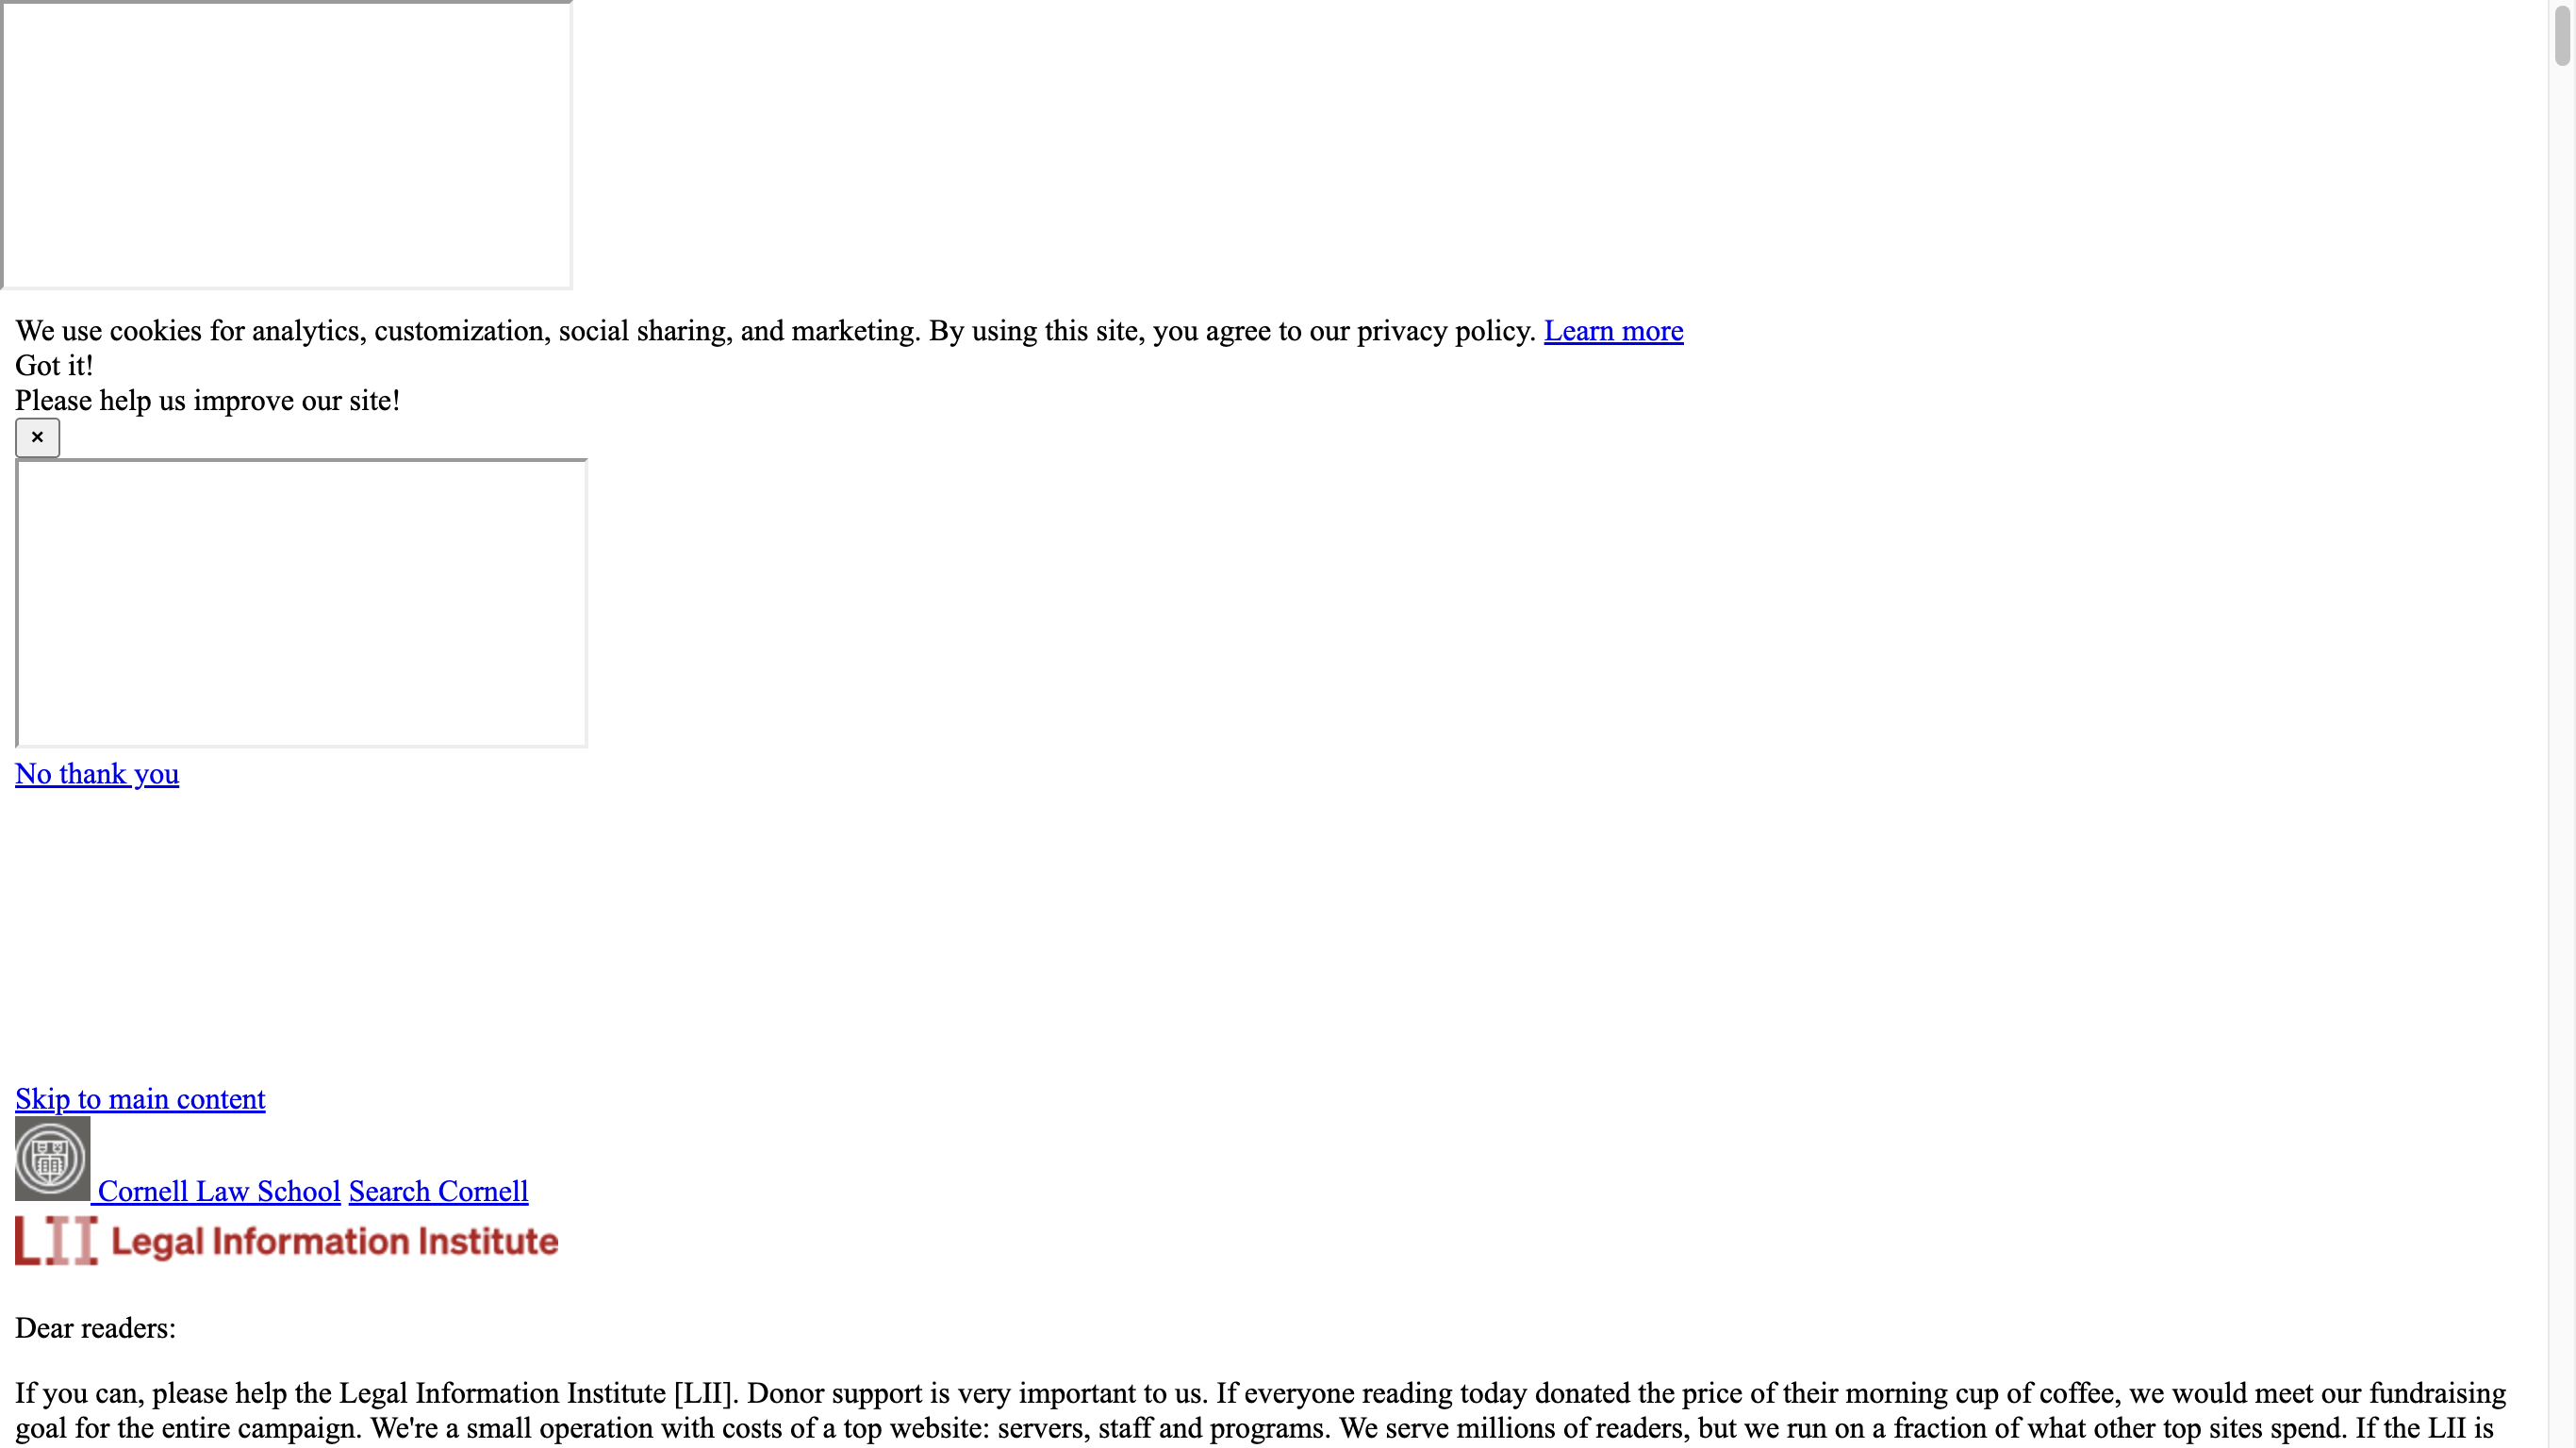 We use cookies for analytics, customization, social sharing, and marketing. By using this site, you agree to our privacy policy. Learn more
Got it!
Please help us improve our site!
×
No thank you
Skip to main content
Cornell Law School Search Cornell
LII Legal Information Institute
Dear readers:
If you can, please help the Legal Information Institute [LII]. Donor support is very important to us. If everyone reading today donated the price of their morning cup of coffee, we would meet our fundraising
goal for the entire campaign. We're a small operation with costs of a top website: servers, staff and programs. We serve millions of readers, but we run on a fraction of what other top sites spend. If the LII is